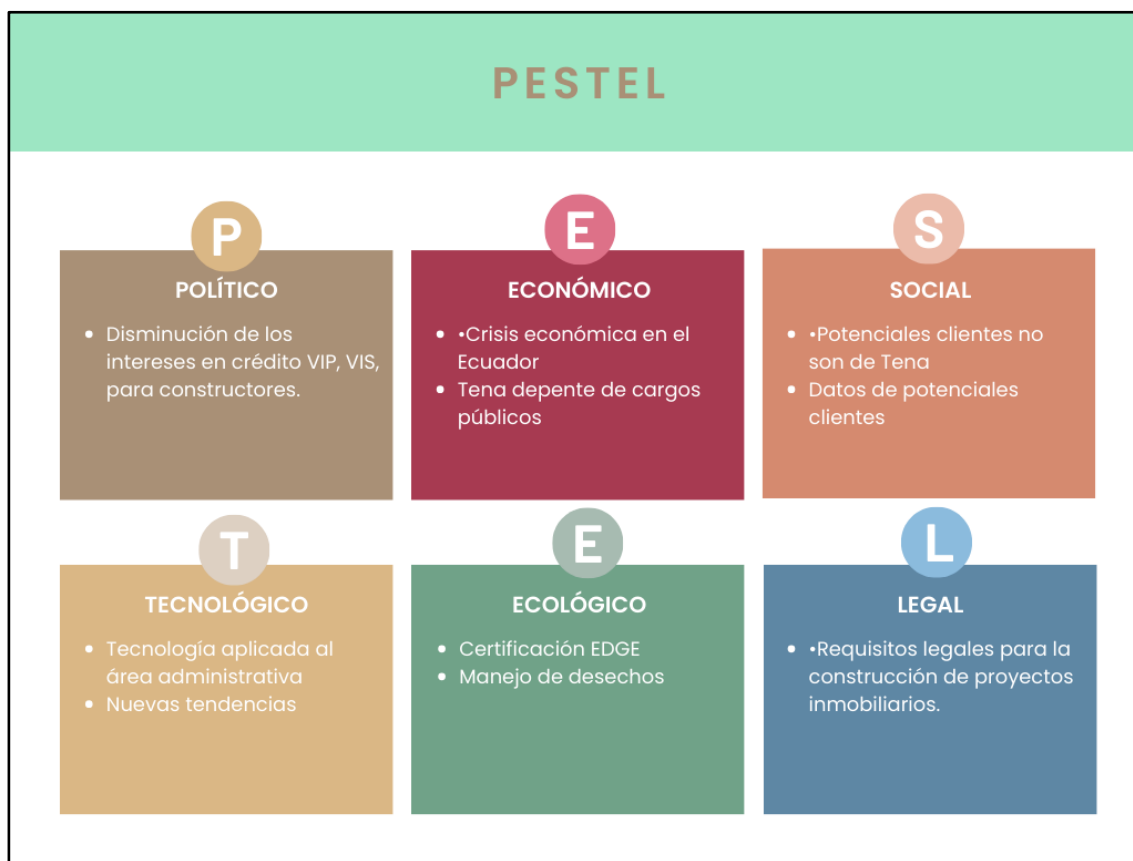 PESTEL
P
POLÍTICO
• Disminución de los
intereses en crédito VIP, VIS,
para constructores.
E
ECONÓMICO
• •Crisis económica en el
Ecuador
• Tena depente de cargos
públicos
S
SOCIAL
• •Potenciales clientes no
son de Tena
• Datos de potenciales
clientes
T
TECNOLÓGICO
• Tecnología aplicada al
área administrativa
• Nuevas tendencias
E
ECOLÓGICO
• Certificación EDGE
• Manejo de desechos
L
LEGAL
• •Requisitos legales para la
construcción de proyectos
inmobiliarios.